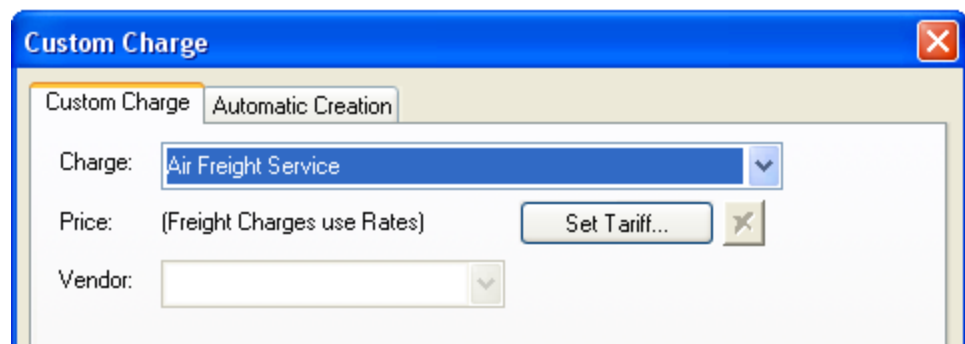 Custom Charge
Custom Charge Automatic Creation
Charge: Air Freight Service
Price: (Freight Charges use Rates) Set Tariff...
Vendor: